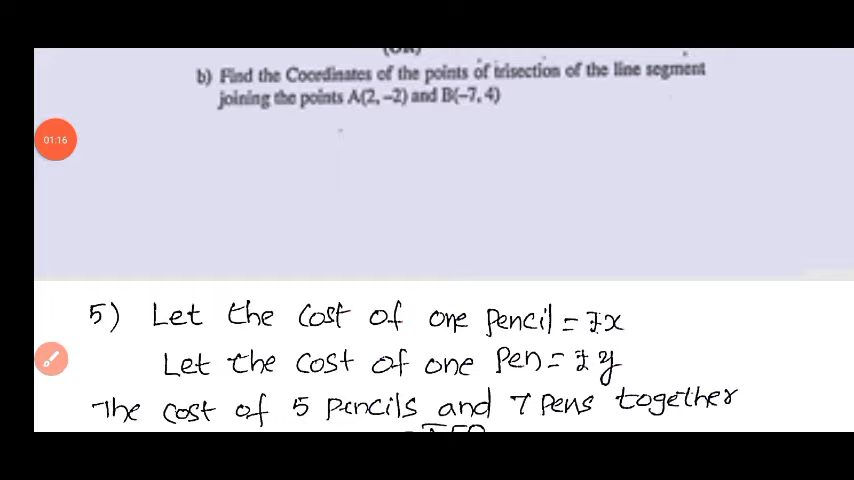 (OR)
b) Find the Coordinates of the points of trisection of the line segment
joining the points A(2, –2) and B(–7, 4)
01:16
5) Let the cost of one pencil = ₹x
Let the cost of one Pen = ₹y
The cost of 5 pencils and 7 pens together